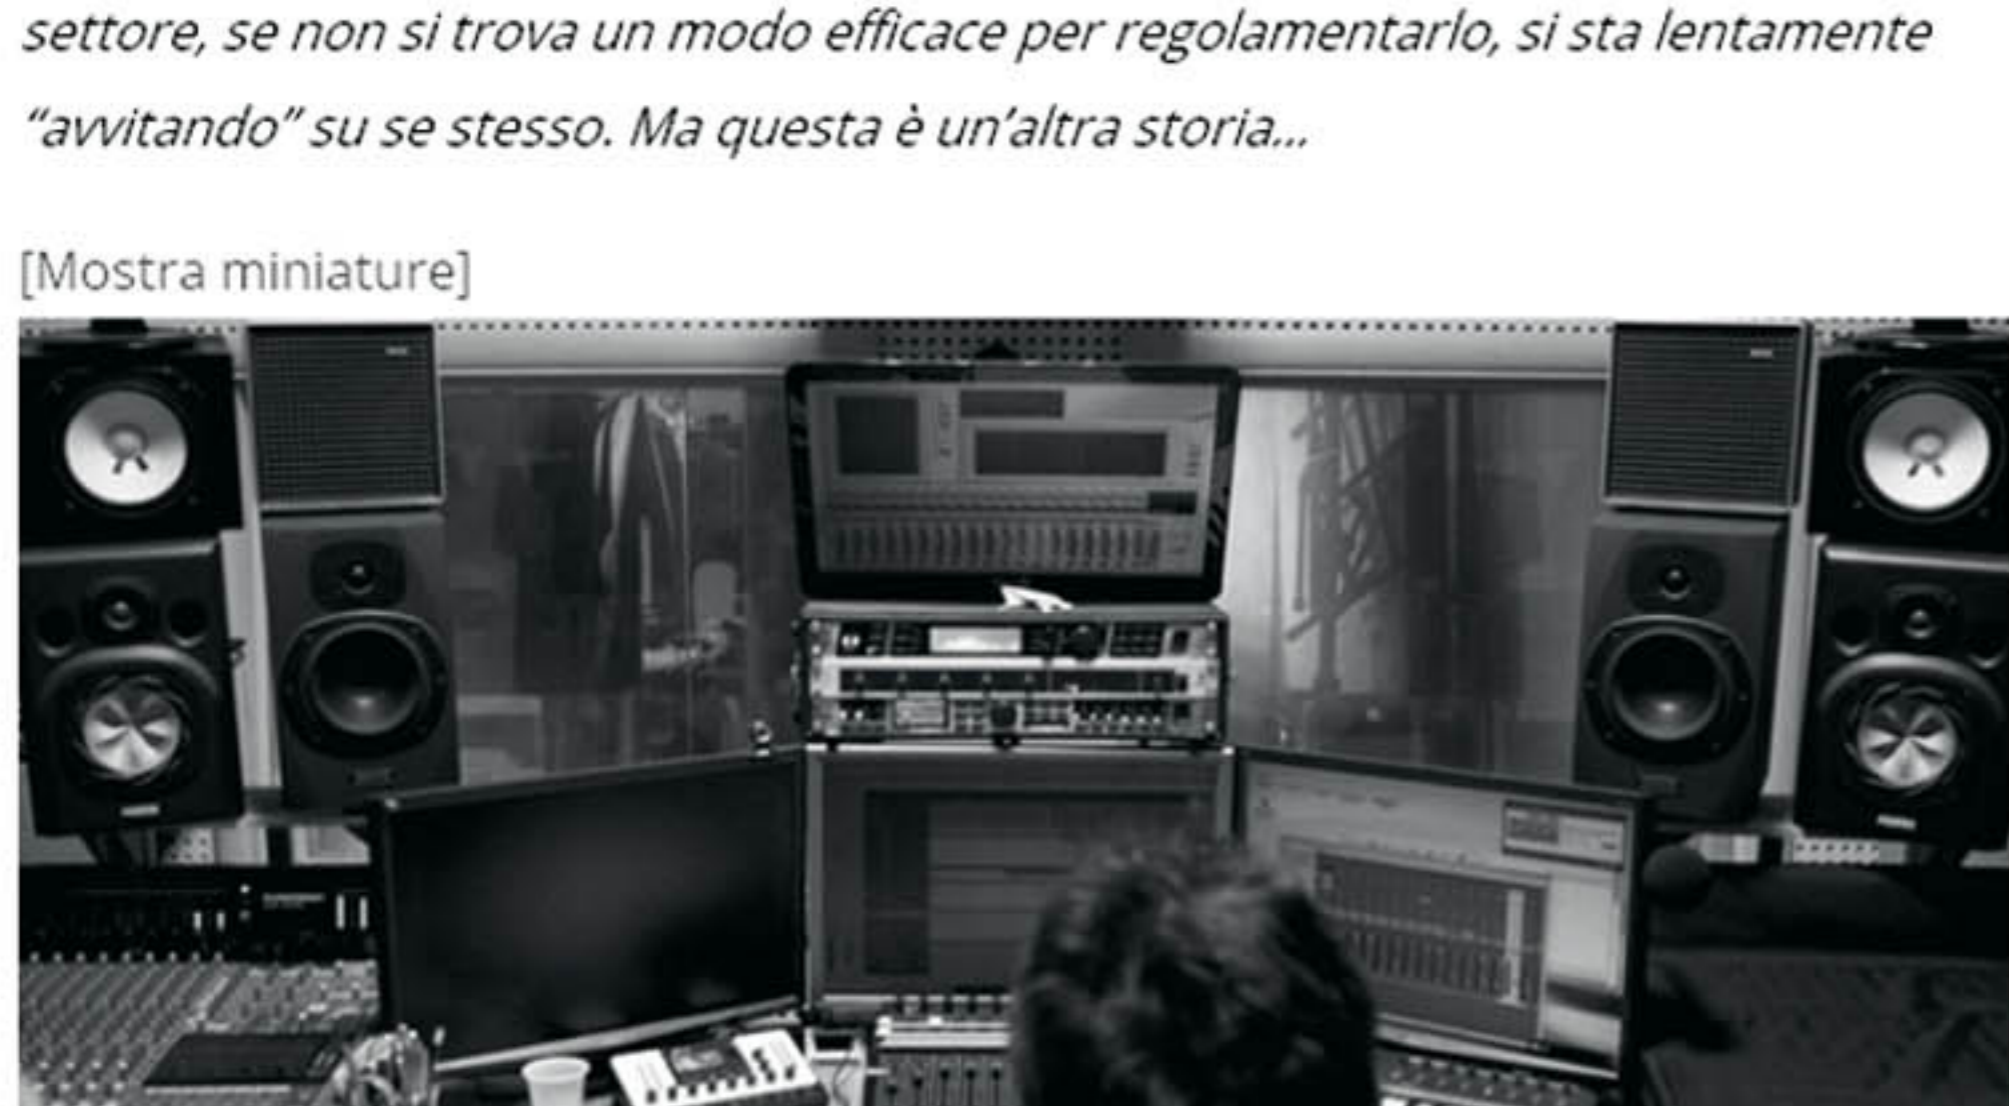 settore, se non si trova un modo efficace per regolamentarlo, si sta lentamente
“avvitando” su se stesso. Ma questa è un’altra storia...
[Mostra miniature]